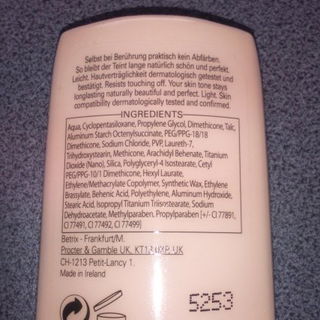 Selbst bei Berührung praktisch kein Abfärben.
So bleibt der Teint lange natürlich schön und perfekt.
Leicht. Hautverträglichkeit dermatologisch getestet und
bestätigt. Resists touching off. Your skin tone stays
longlasting naturally beautiful and perfect. Light. Skin
compatibility dermatologically tested and confirmed.
INGREDIENTS
Aqua, Cyclopentasiloxane, Propylene Glycol, Dimethicone, Talc,
Aluminum Starch Octenylsuccinate, PEG/PPG-18/18
Dimethicone, Sodium Chloride, PVP, Laureth-7,
Trihydroxystearin, Methicone, Arachidyl Behenate, Titanium
Dioxide (Nano), Silica, Polyglyceryl-4 Isostearate, Cetyl
PEG/PPG-10/1 Dimethicone, Hexyl Laurate,
Ethylene/Methacrylate Copolymer, Synthetic Wax, Ethylene
Brassylate, Behenic Acid, Polyethylene, Aluminum Hydroxide,
Stearic Acid, Isopropyl Titanium Triisostearate, Sodium
Dehydroacetate, Methylparaben, Propylparaben [+/- CI 77891,
CI 77491, CI 77492, CI 77499]
Betrix - Frankfurt/M.
Procter & Gamble UK, KT13 0XP, UK
CH-1213 Petit-Lancy 1.
Made in Ireland
5253